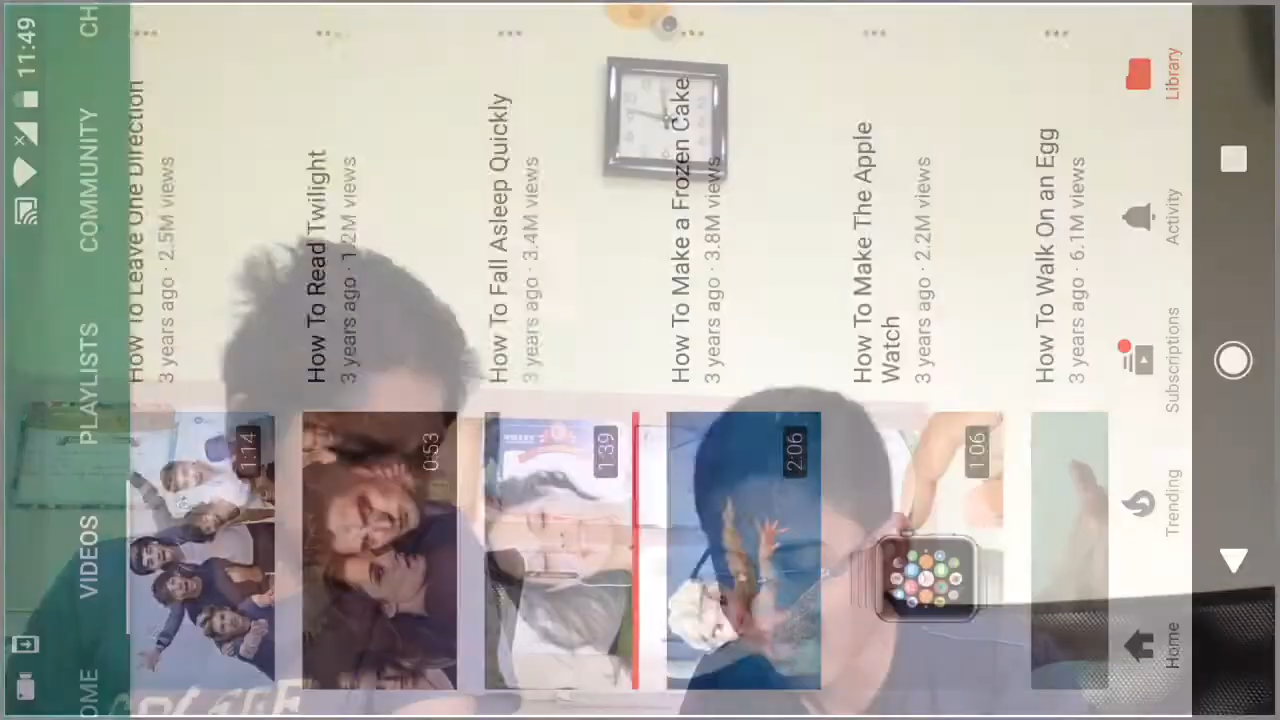 11:49
OME VIDEOS PLAYLISTS COMMUNITY CH
How To Leave One Direction
3 years ago · 2.5M views
1:14
How To Read Twilight
3 years ago · 1.2M views
0:53
How To Fall Asleep Quickly
3 years ago · 3.4M views
1:39
How To Make a Frozen Cake
3 years ago · 3.8M views
2:06
How To Make The Apple
Watch
3 years ago · 2.2M views
1:06
How To Walk On an Egg
3 years ago · 6.1M views
Home Trending Subscriptions Activity Library